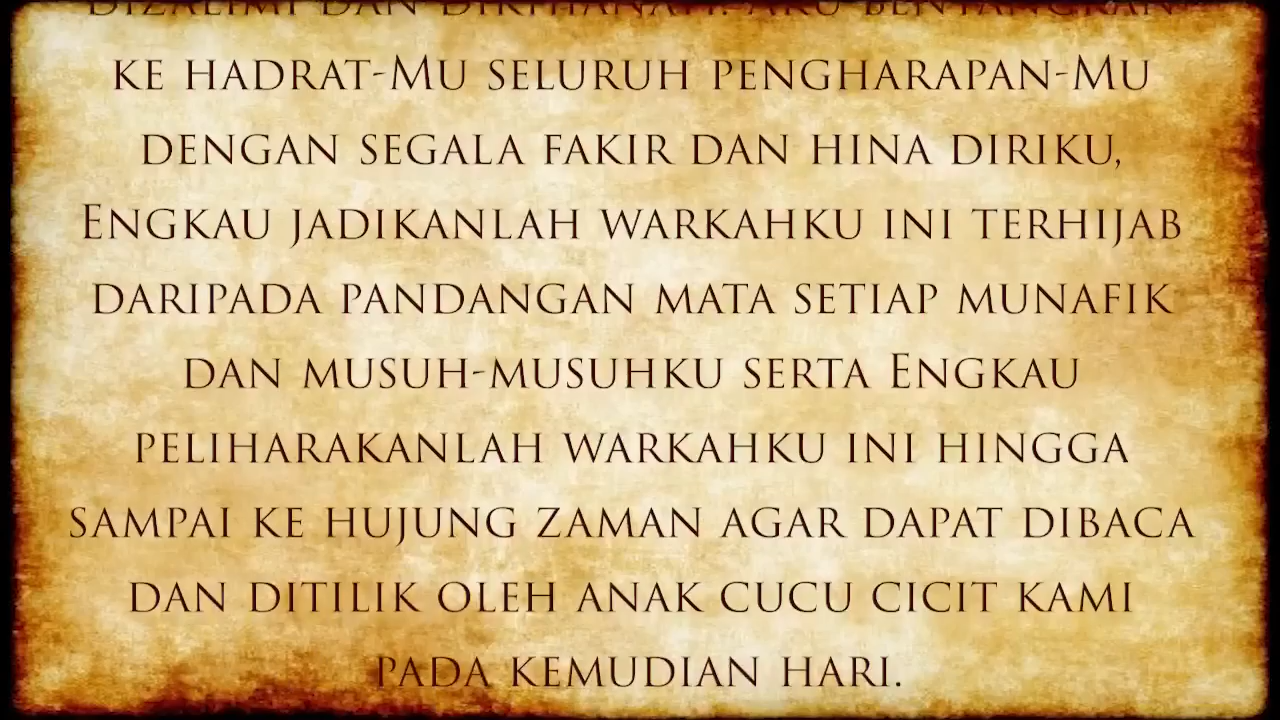 DIZALIMI DAN DIKHIANATI. AKU BENTANGKAN
KE HADRAT-MU SELURUH PENGHARAPAN-MU
DENGAN SEGALA FAKIR DAN HINA DIRIKU,
ENGKAU JADIKANLAH WARKAHKU INI TERHIJAB
DARIPADA PANDANGAN MATA SETIAP MUNAFIK
DAN MUSUH-MUSUHKU SERTA ENGKAU
PELIHARAKANLAH WARKAHKU INI HINGGA
SAMPAI KE HUJUNG ZAMAN AGAR DAPAT DIBACA
DAN DITILIK OLEH ANAK CUCU CICIT KAMI
PADA KEMUDIAN HARI.